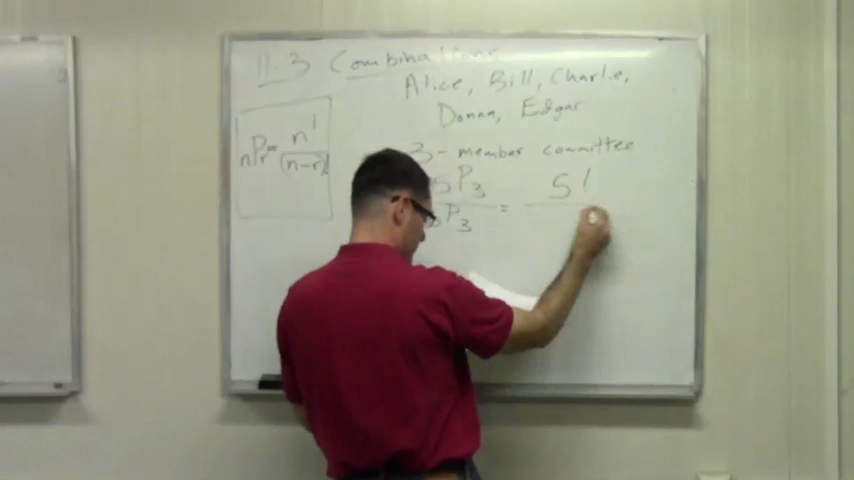 11.3 Combinations
Alice, Bill, Charlie,
Donna, Edgar
3 - member committee
nPr = n!
(n-r)!
5P3
P3
=
5!